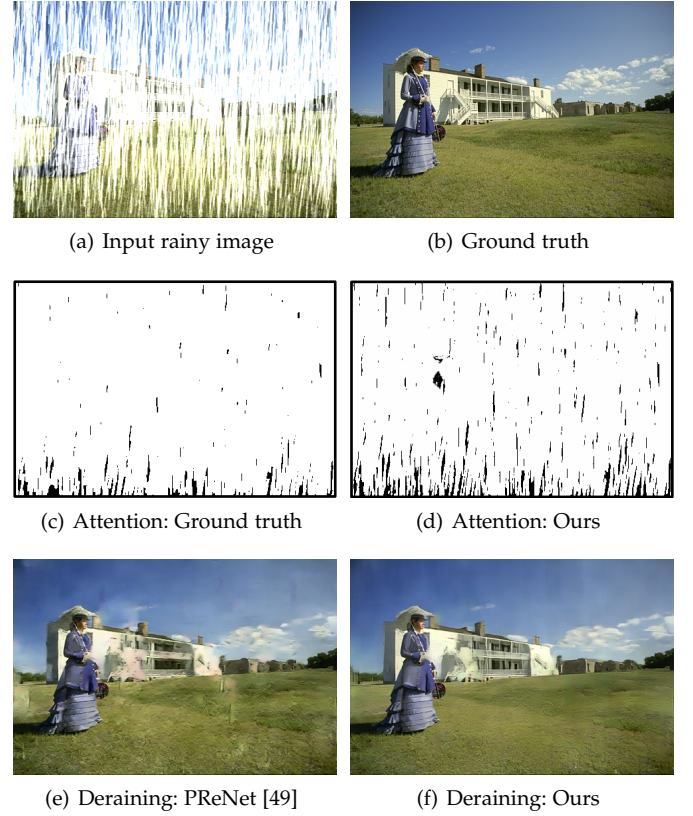 (a) Input rainy image
(b) Ground truth
(c) Attention: Ground truth
(d) Attention: Ours
(e) Deraining: PReNet [49]
(f) Deraining: Ours